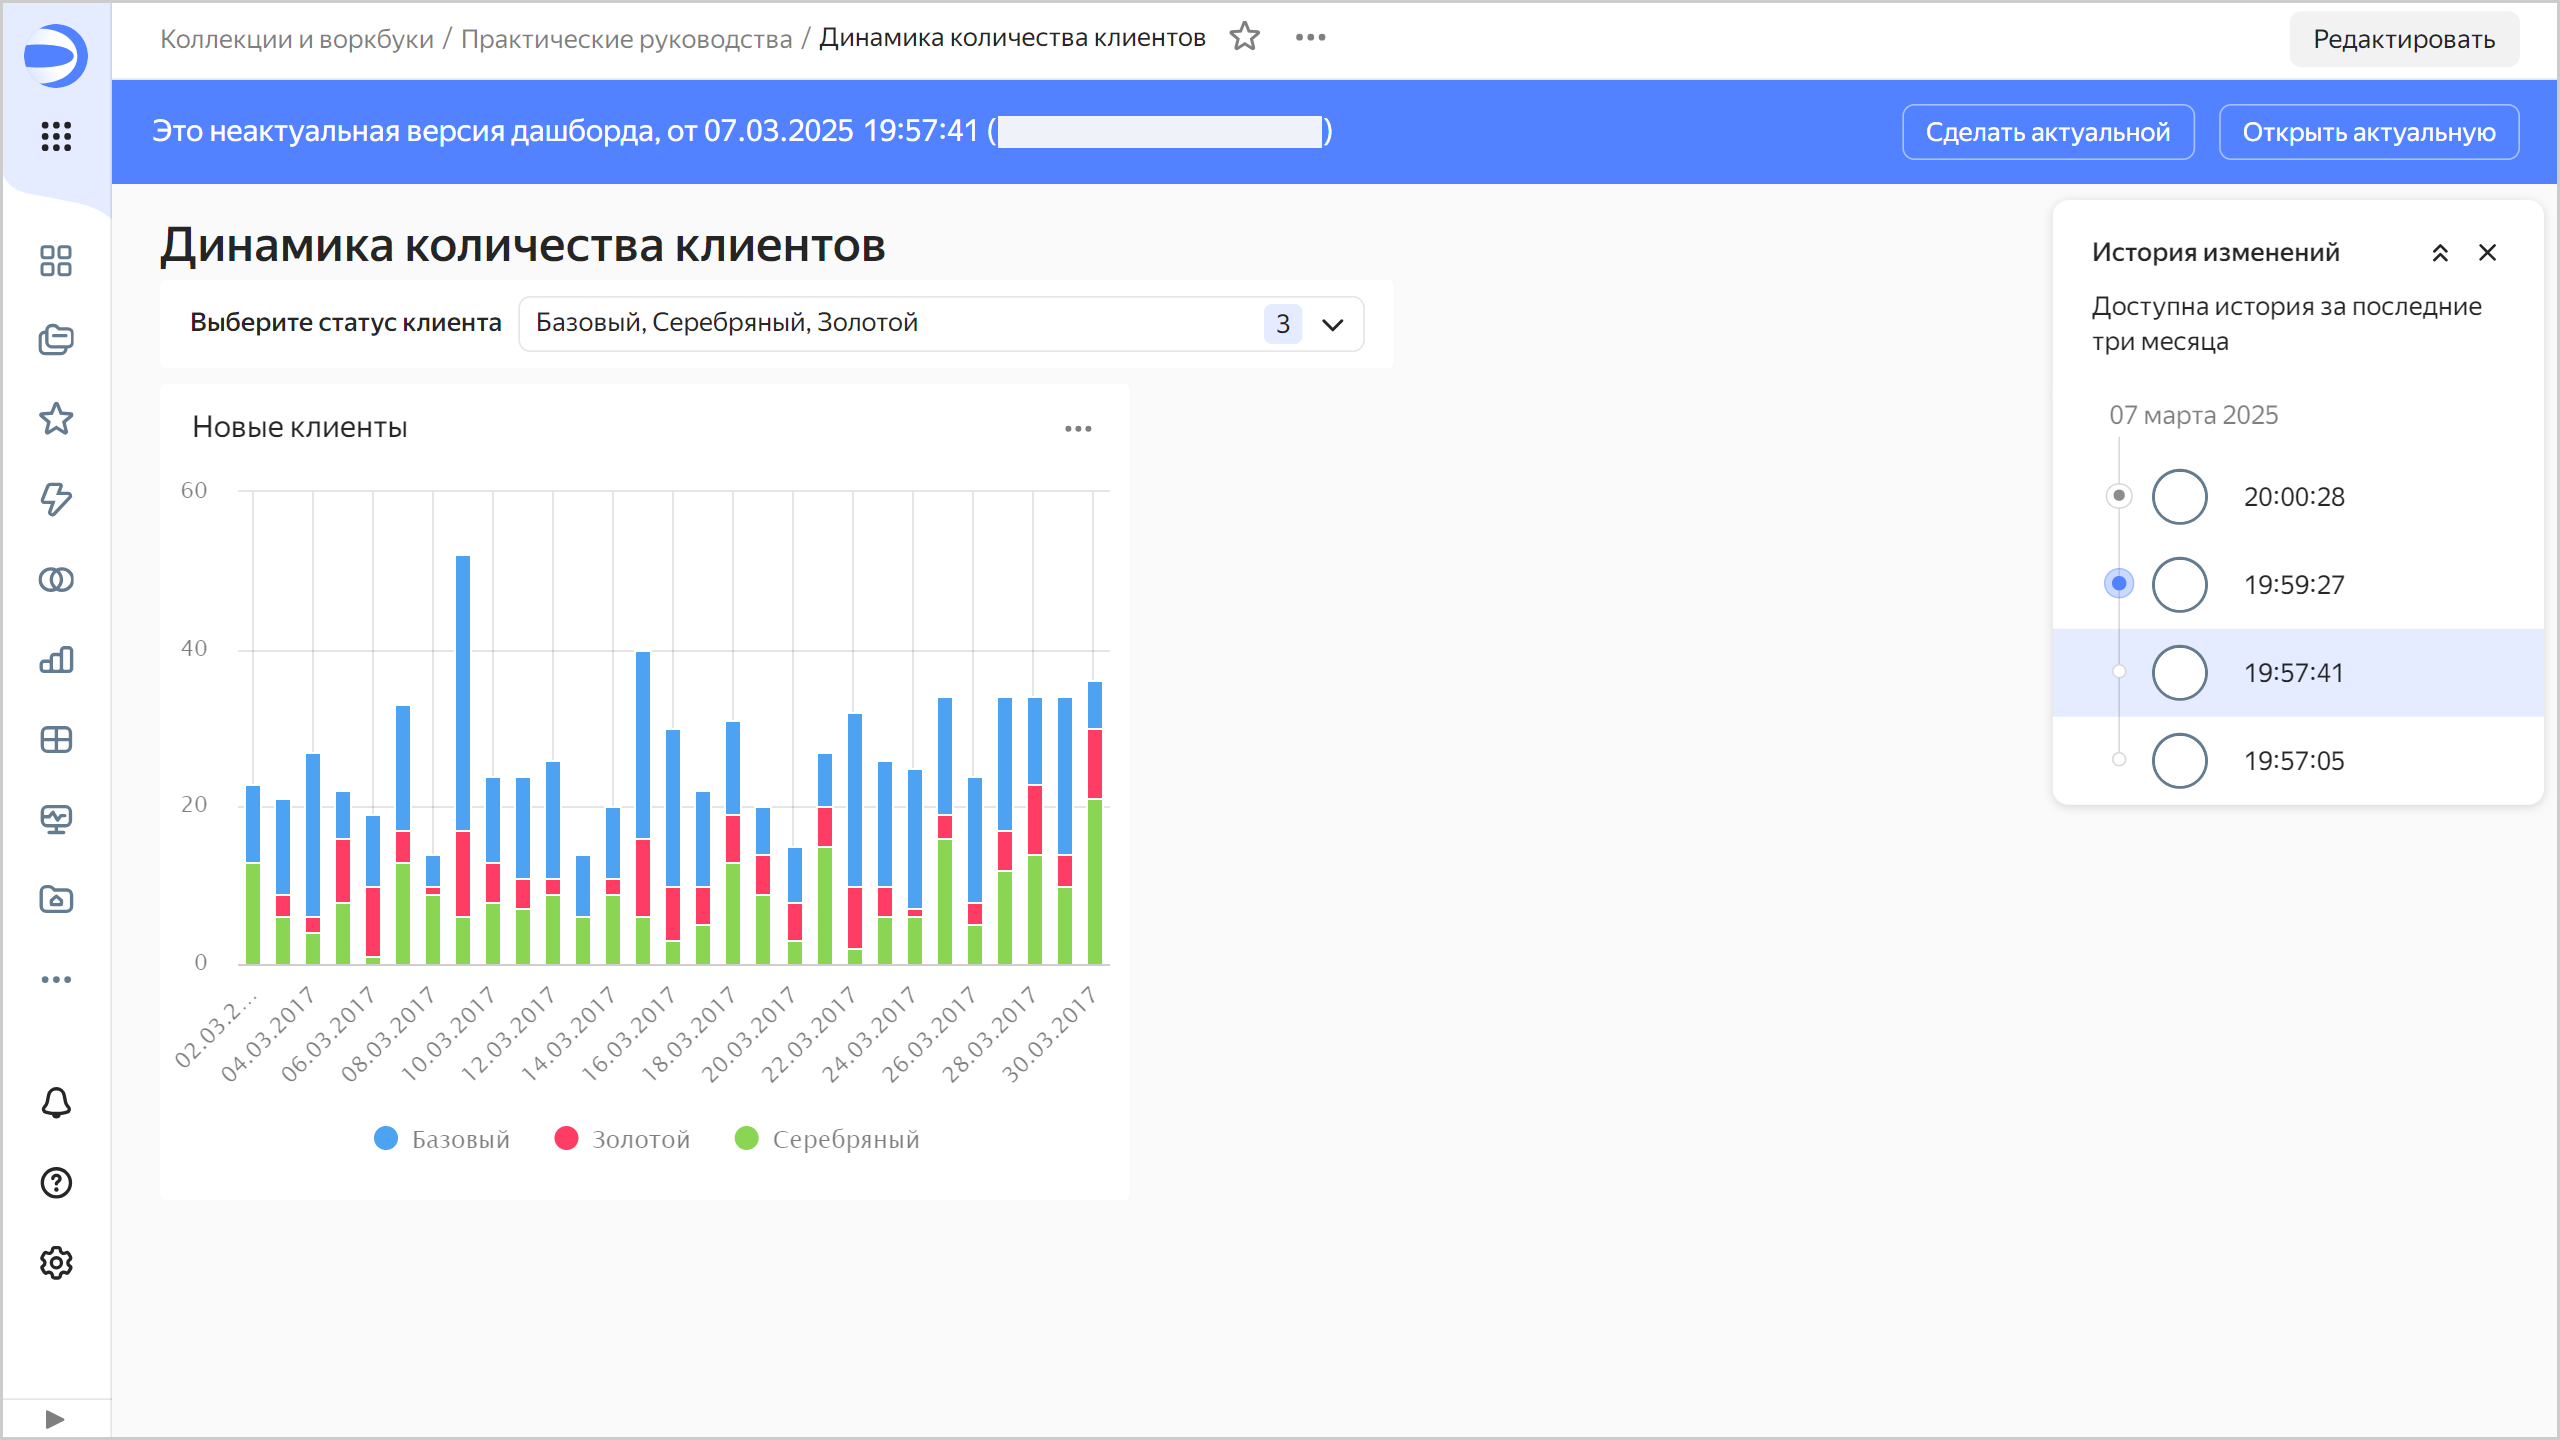 Коллекции и воркбуки / Практические руководства / Динамика количества клиентов
Редактировать
Это неактуальная версия дашборда, от 07.03.2025 19:57:41 ( )
Сделать актуальной
Открыть актуальную
Динамика количества клиентов
Выберите статус клиента
Базовый, Серебряный, Золотой
3
Новые клиенты
60
40
20
0
02.03.2...
04.03.2017
06.03.2017
08.03.2017
10.03.2017
12.03.2017
14.03.2017
16.03.2017
18.03.2017
20.03.2017
22.03.2017
24.03.2017
26.03.2017
28.03.2017
30.03.2017
Базовый
Золотой
Серебряный
История изменений
Доступна история за последние
три месяца
07 марта 2025
20:00:28
19:59:27
19:57:41
19:57:05